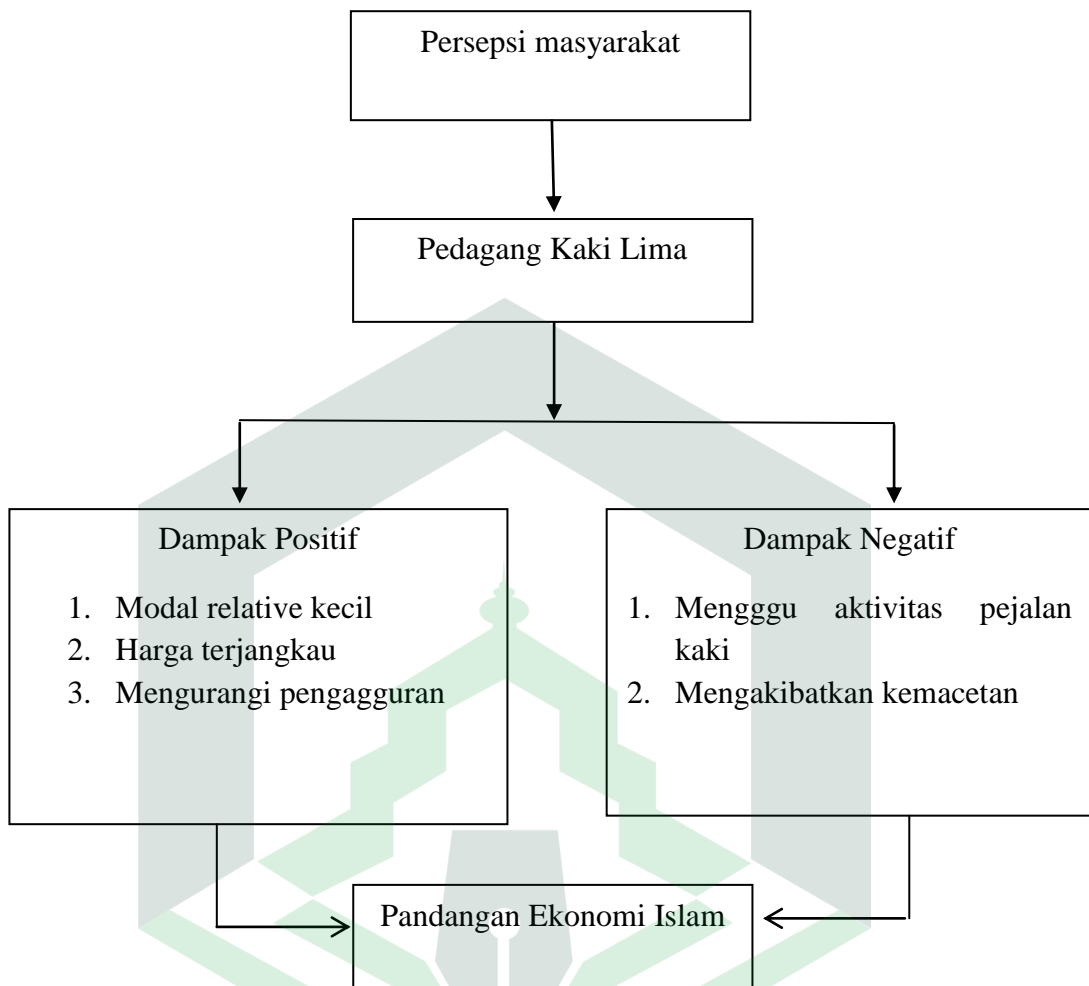 Persepsi masyarakat
Pedagang Kaki Lima
Dampak Positif
1. Modal relative kecil
2. Harga terjangkau
3. Mengurangi pengagguran
Dampak Negatif
1. Mengggu aktivitas pejalan
kaki
2. Mengakibatkan kemacetan
Pandangan Ekonomi Islam